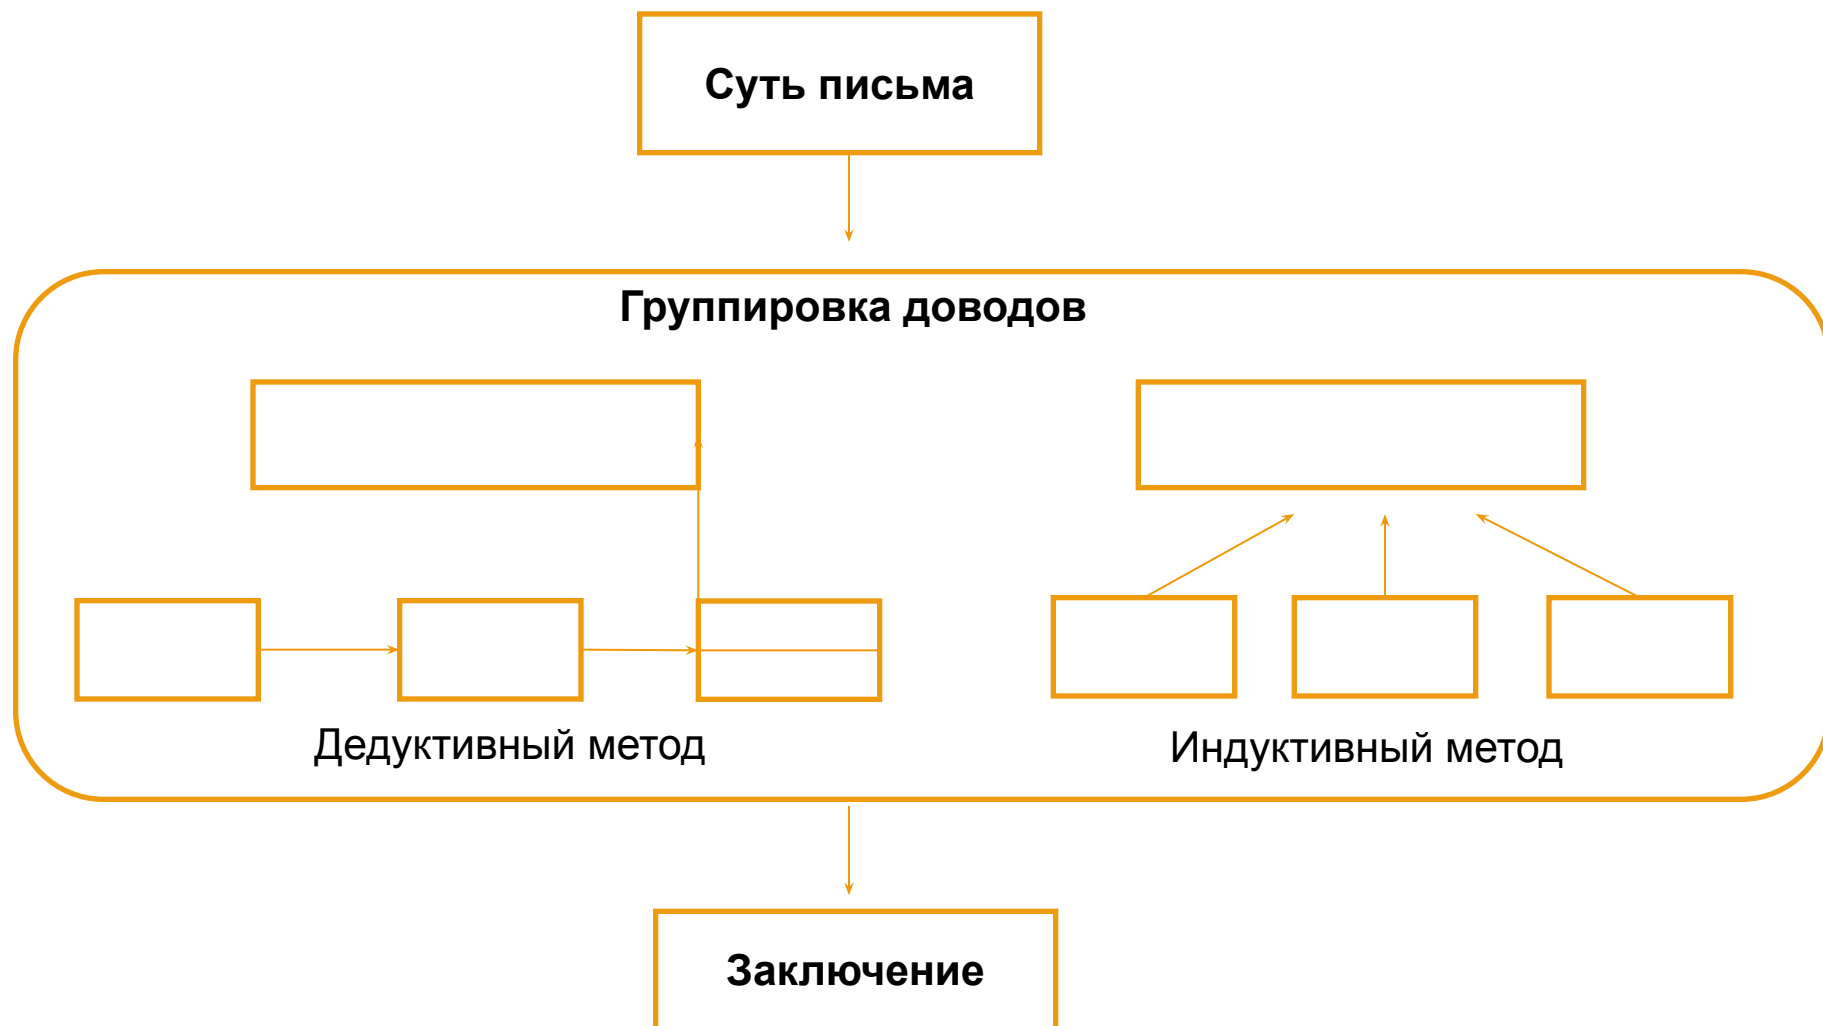 Суть письма
Группировка доводов
Дедуктивный метод
Индуктивный метод
Заключение